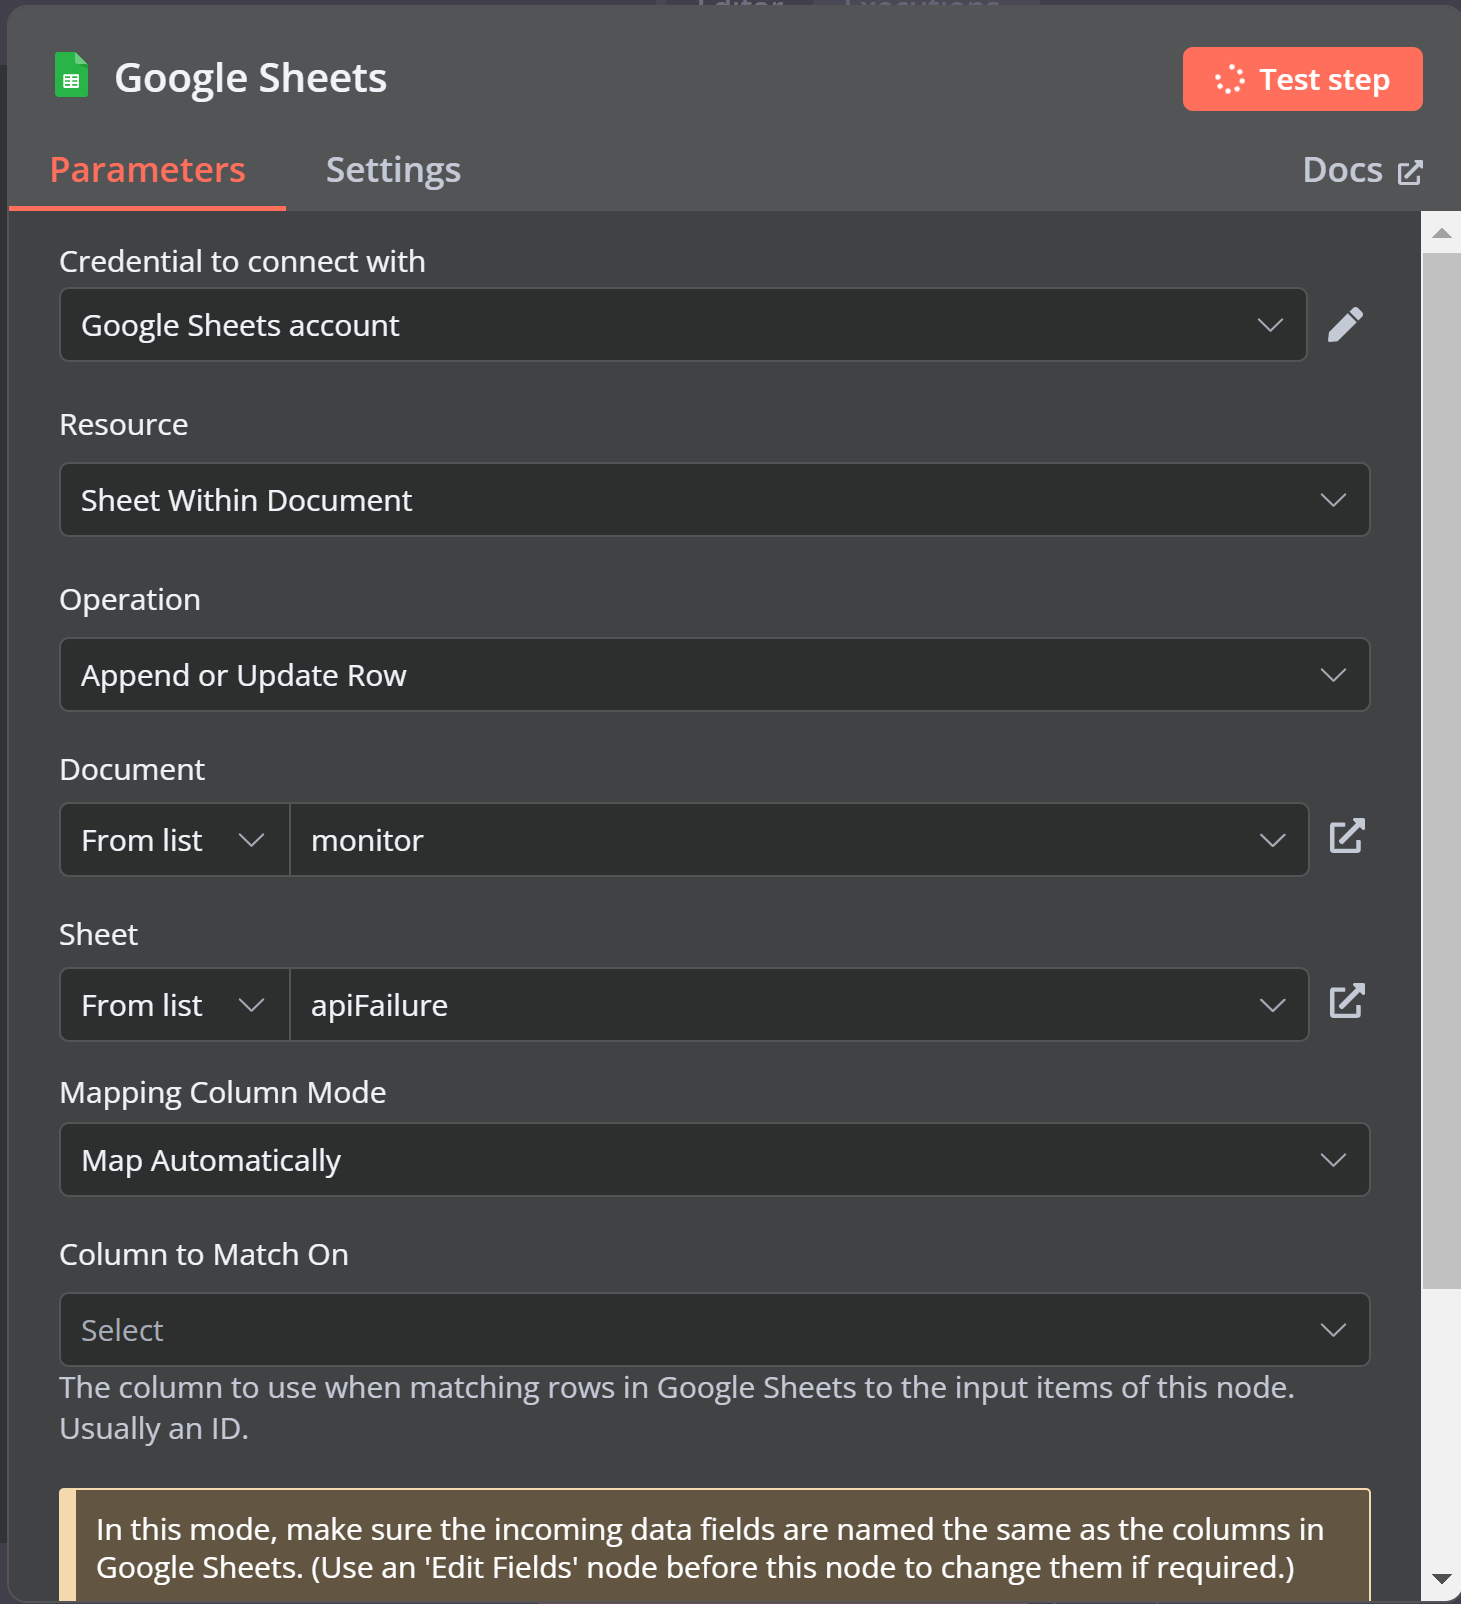 Editor
Executions
Google Sheets
Test step
Parameters
Settings
Docs
Credential to connect with
Google Sheets account
Resource
Sheet Within Document
Operation
Append or Update Row
Document
From list
monitor
Sheet
From list
apiFailure
Mapping Column Mode
Map Automatically
Column to Match On
Select
The column to use when matching rows in Google Sheets to the input items of this node.
Usually an ID.
In this mode, make sure the incoming data fields are named the same as the columns in
Google Sheets. (Use an 'Edit Fields' node before this node to change them if required.)